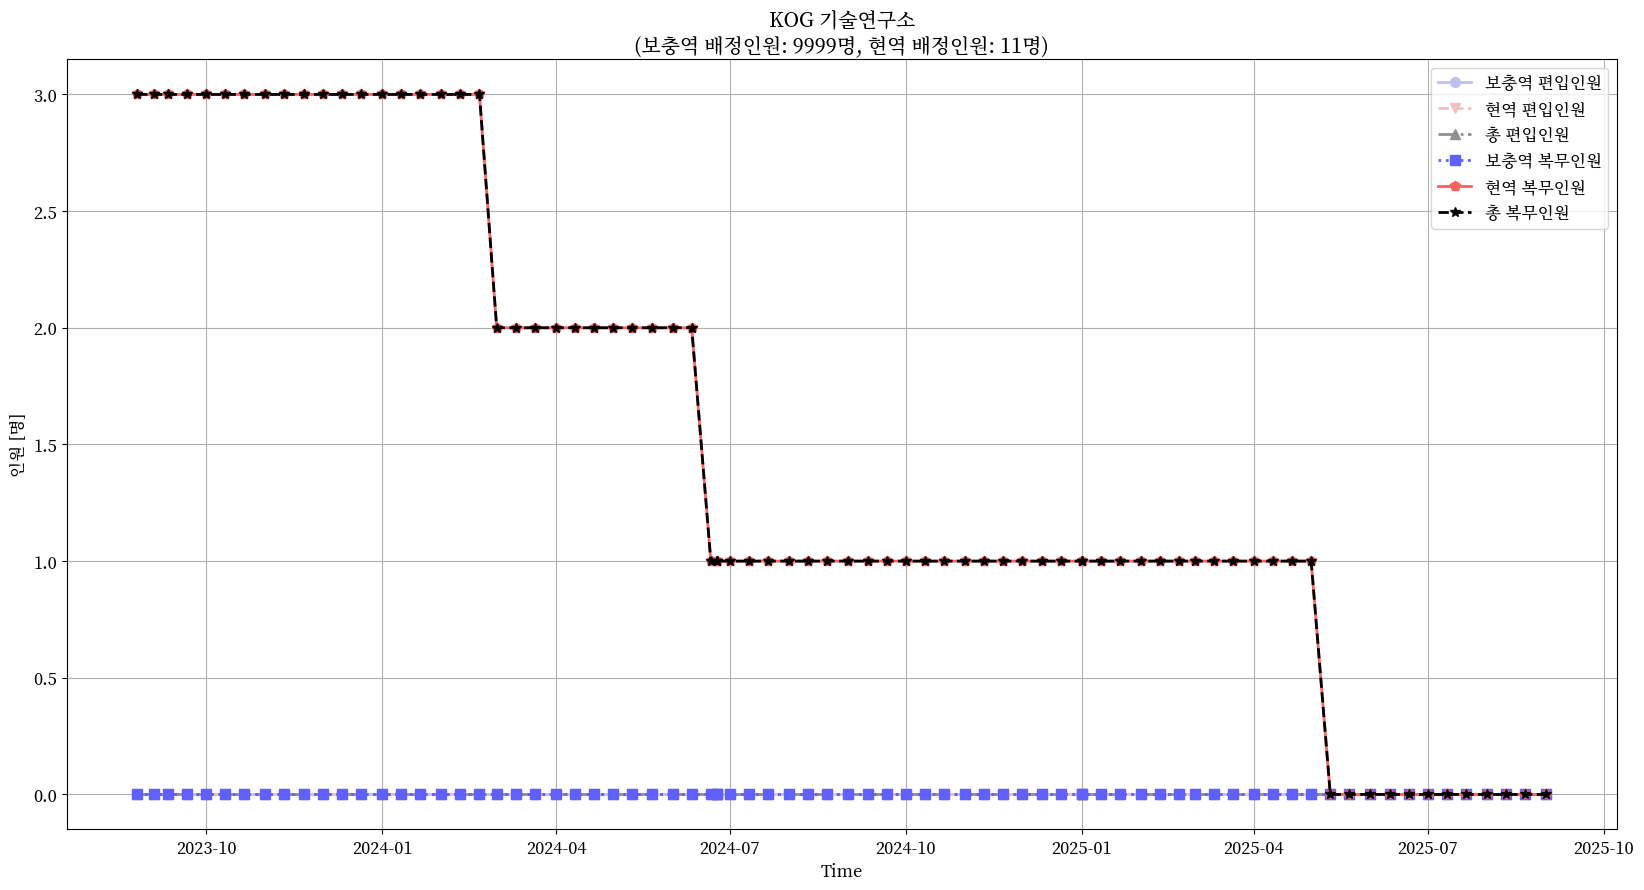 KOG 기술연구소
(보충역 배정인원: 9999명, 현역 배정인원: 11명)
보충역 편입인원
현역 편입인원
총 편입인원
보충역 복무인원
현역 복무인원
총 복무인원
3.0
2.5
2.0
1.5
1.0
0.5
0.0
인원 [명]
2023-10
2024-01
2024-04
2024-07
2024-10
2025-01
2025-04
2025-07
2025-10
Time